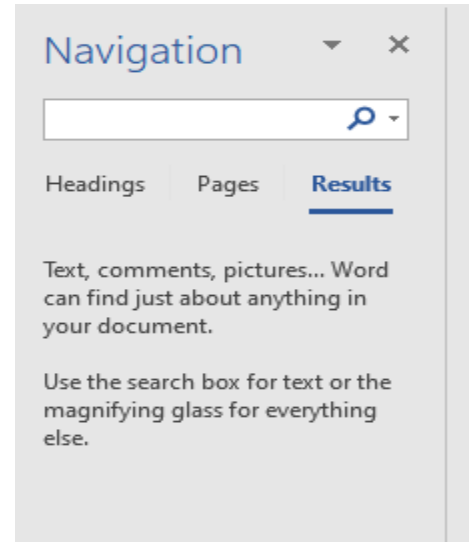 Navigation
Headings Pages Results
Text, comments, pictures... Word
can find just about anything in
your document.
Use the search box for text or the
magnifying glass for everything
else.